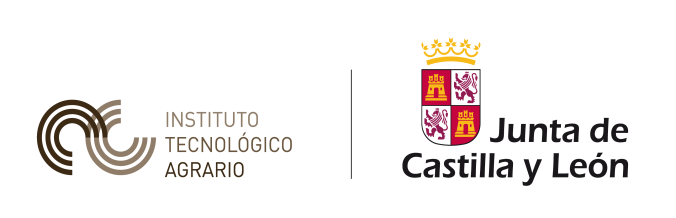 INSTITUTO
TECNOLÓGICO
AGRARIO
Junta de
Castilla y León